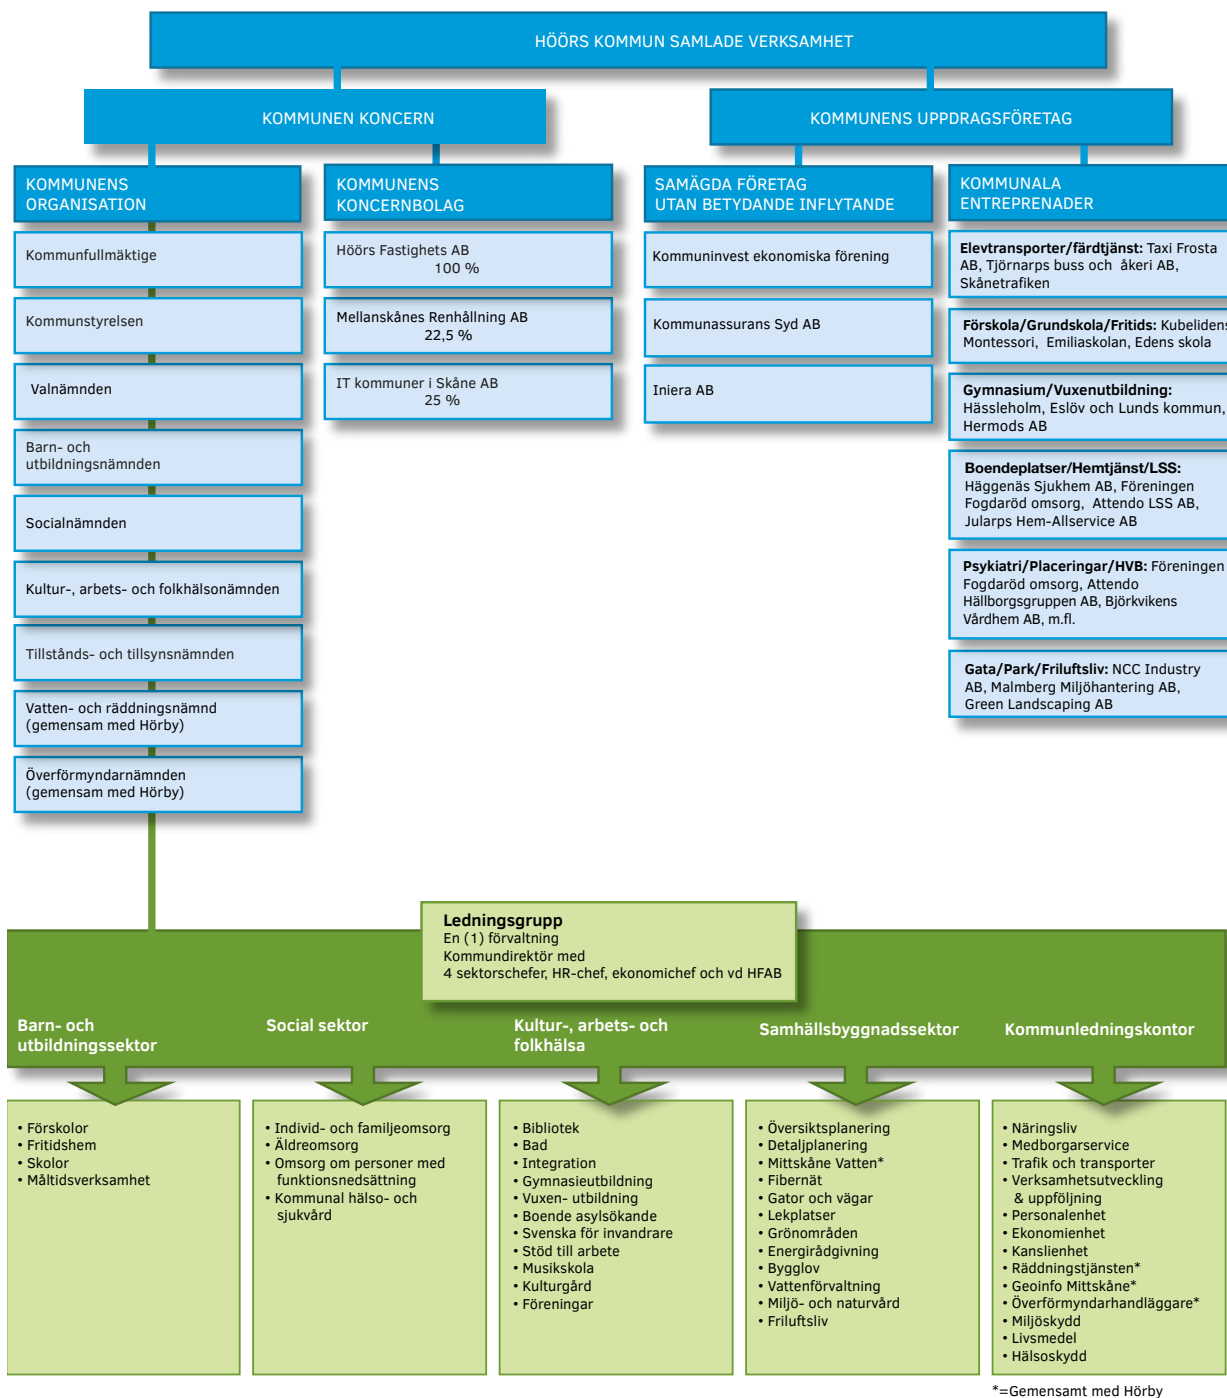 HÖÖRS KOMMUN SAMLADE VERKSAMHET
KOMMUNEN KONCERN
KOMMUNENS UPPDRAGSFÖRETAG
KOMMUNENS
ORGANISATION
Kommunfullmäktige
Kommunstyrelsen
Valnämnden
Barn- och
utbildningsnämnden
Socialnämnden
Kultur-, arbets- och folkhälsonämnden
Tillstånds- och tillsynsnämnden
Vatten- och räddningsnämnd
(gemensam med Hörby)
Överförmyndarnämnden
(gemensam med Hörby)
KOMMUNENS
KONCERNBOLAG
Höörs Fastighets AB
100 %
Mellanskånes Renhållning AB
22,5 %
IT kommuner i Skåne AB
25 %
SAMÄGDA FÖRETAG
UTAN BETYDANDE INFLYTANDE
Kommuninvest ekonomiska förening
Kommunassurans Syd AB
Iniera AB
KOMMUNALA
ENTREPRENADER
Elevtransporter/färdtjänst: Taxi Frosta
AB, Tjörnarps buss och åkeri AB,
Skånetrafiken
Förskola/Grundskola/Fritids: Kubelidens
Montessori, Emiliaskolan, Edens skola
Gymnasium/Vuxenutbildning:
Hässleholm, Eslöv och Lunds kommun,
Hermods AB
Boendeplatser/Hemtjänst/LSS:
Häggenäs Sjukhem AB, Föreningen
Fogdaröd omsorg, Attendo LSS AB,
Jularps Hem-Allservice AB
Psykiatri/Placeringar/HVB: Föreningen
Fogdaröd omsorg, Attendo
Hällborgsgruppen AB, Björkvikens
Vårdhem AB, m.fl.
Gata/Park/Friluftsliv: NCC Industry
AB, Malmberg Miljöhantering AB,
Green Landscaping AB
Ledningsgrupp
En (1) förvaltning
Kommundirektör med
4 sektorschefer, HR-chef, ekonomichef och vd HFAB
Barn- och
utbildningssektor
• Förskolor
• Fritidshem
• Skolor
• Måltidsverksamhet
Social sektor
• Individ- och familjeomsorg
• Äldreomsorg
• Omsorg om personer med
funktionsnedsättning
• Kommunal hälso- och
sjukvård
Kultur-, arbets- och
folkhälsa
• Bibliotek
• Bad
• Integration
• Gymnasieutbildning
• Vuxen- utbildning
• Boende asylsökande
• Svenska för invandrare
• Stöd till arbete
• Musikskola
• Kulturgård
• Föreningar
Samhällsbyggnadssektor
• Översiktsplanering
• Detaljplanering
• Mittskåne Vatten*
• Fibernät
• Gator och vägar
• Lekplatser
• Grönområden
• Energirådgivning
• Bygglov
• Vattenförvaltning
• Miljö- och naturvård
• Friluftsliv
Kommunledningskontor
• Näringsliv
• Medborgarservice
• Trafik och transporter
• Verksamhetsutveckling
& uppföljning
• Personalenhet
• Ekonomienhet
• Kanslienhet
• Räddningstjänsten*
• Geoinfo Mittskåne*
• Överförmyndarhandläggare*
• Miljöskydd
• Livsmedel
• Hälsoskydd
*=Gemensamt med Hörby